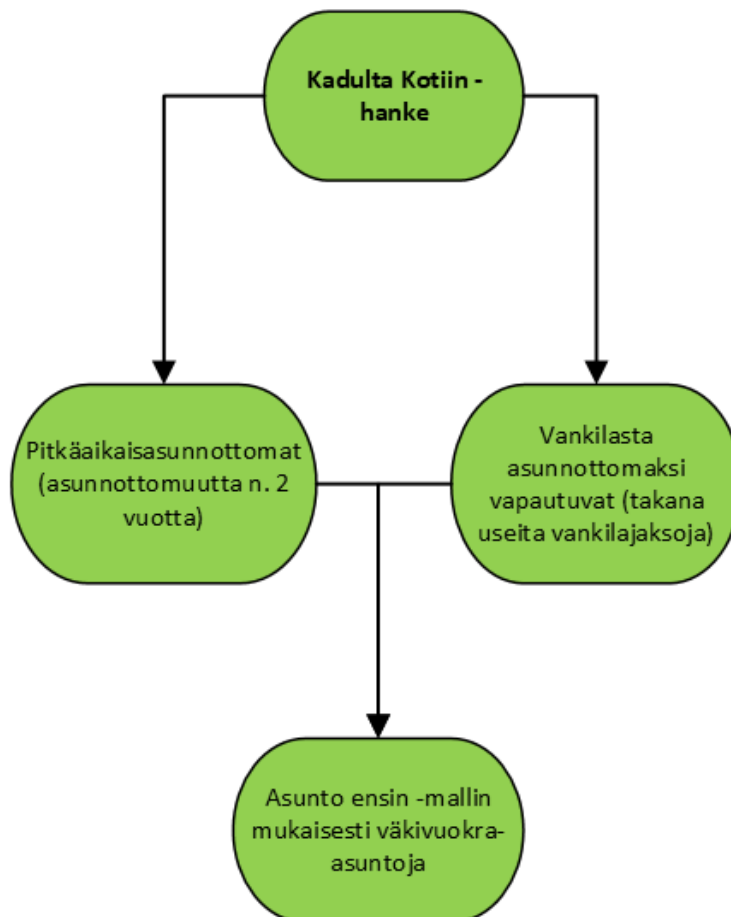 Kadulta Kotiin -
hanke
Pitkäaikaisasunnottomat
(asunnottomuutta n. 2
vuotta)
Vankilasta
asunnottomaksi
vapautuvat (takana
useita vankilajaksoja)
Asunto ensin -mallin
mukaisesti väkivuokra-
asuntoja